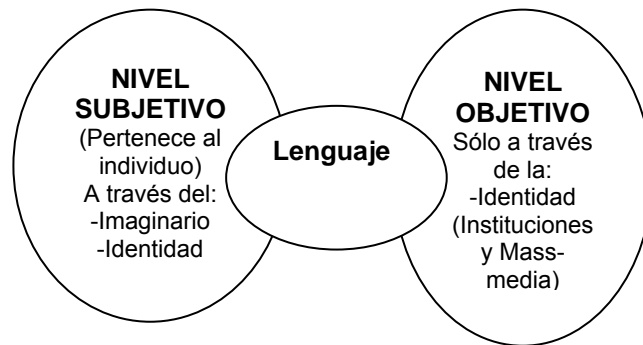 NIVEL
SUBJETIVO
(Pertenece al
individuo)
A través del:
-Imaginario
-Identidad
Lenguaje
NIVEL
OBJETIVO
Sólo a través
de la:
-Identidad
(Instituciones
y Mass-
media)